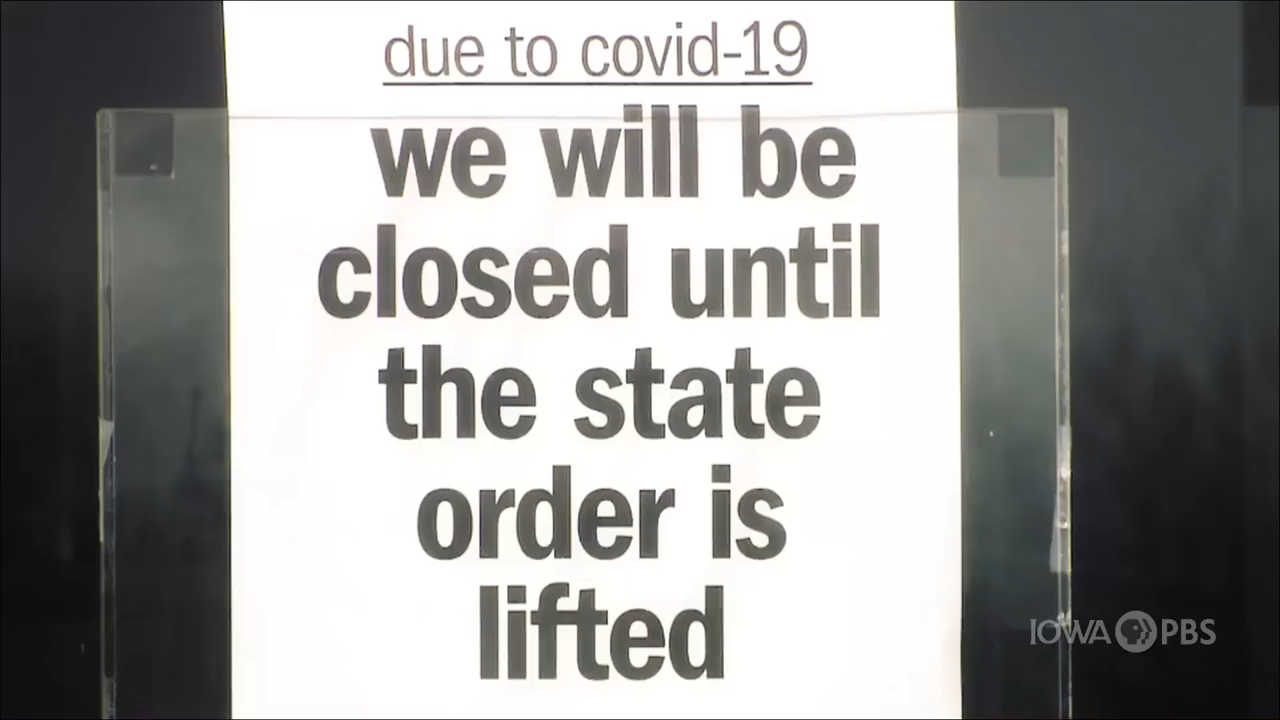 due to covid-19
we will be
closed until
the state
order is
lifted
IOWA PBS